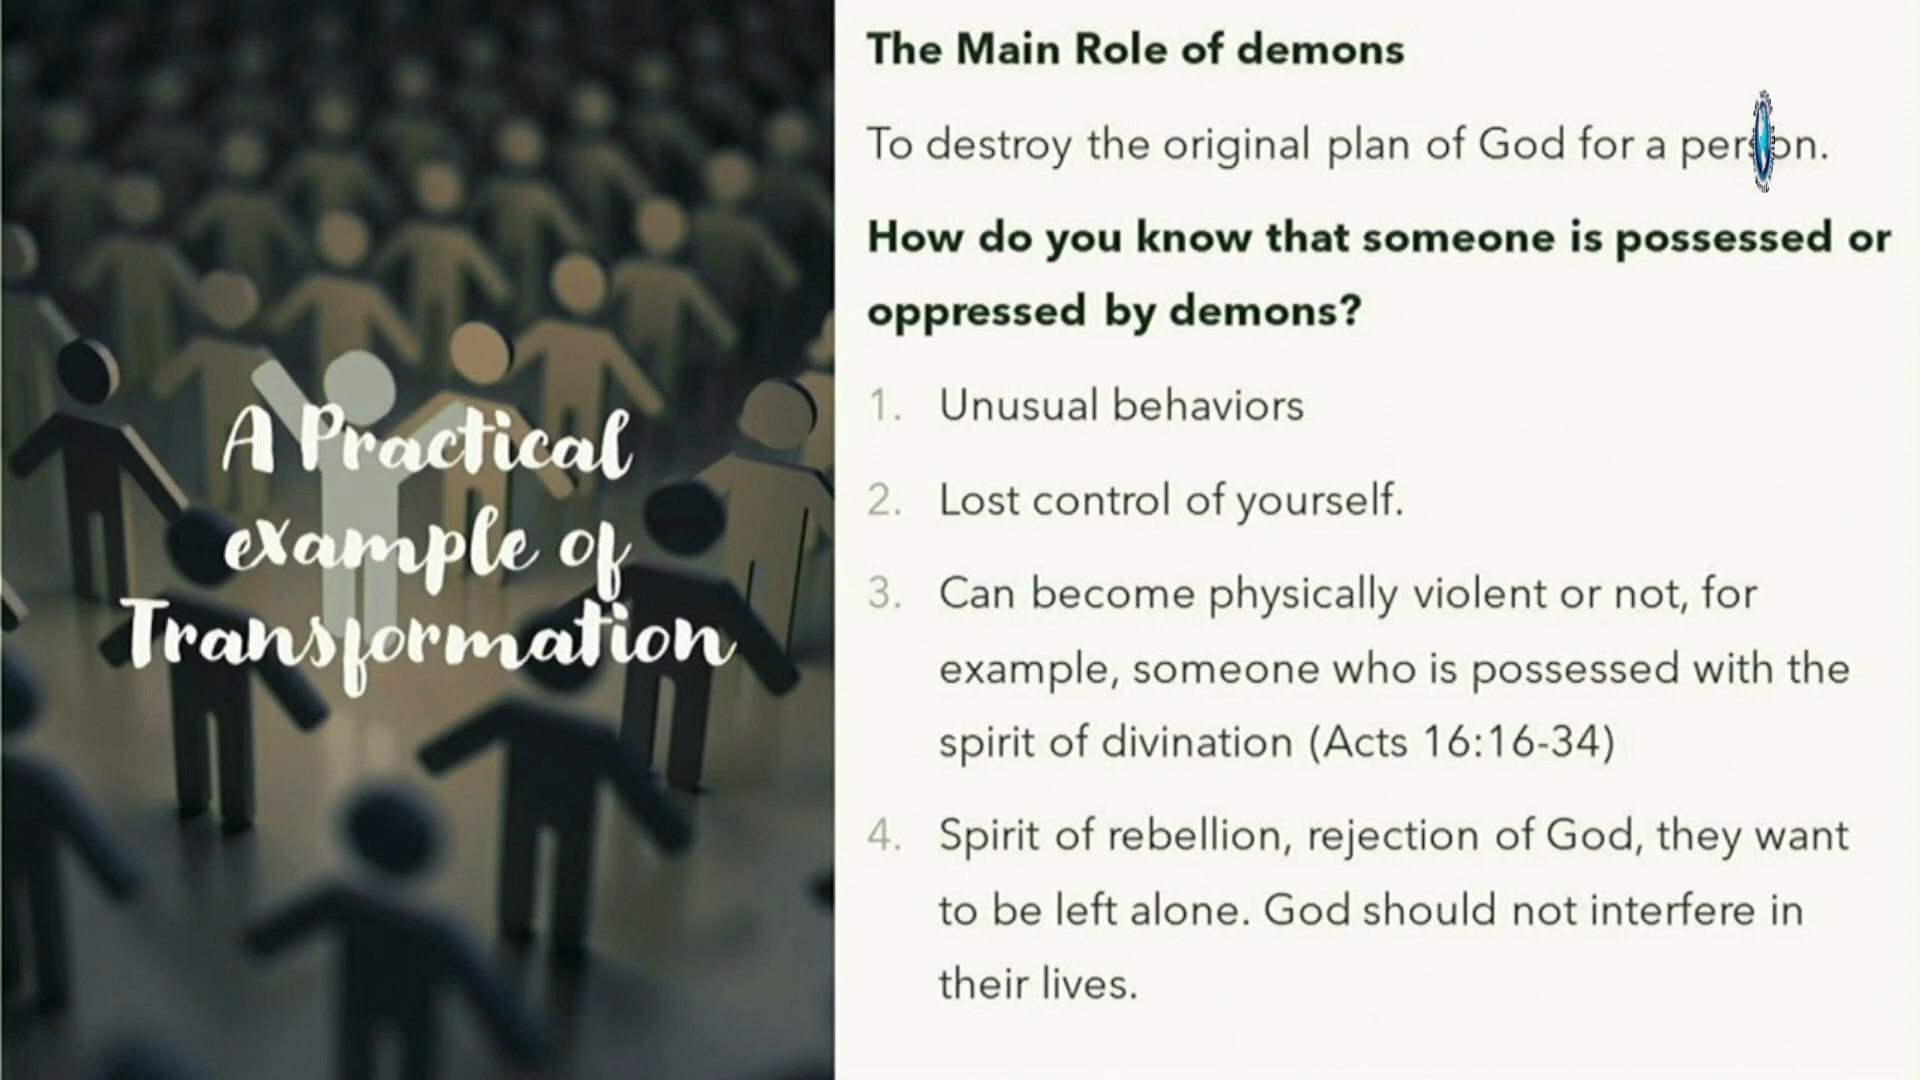 A Practical
example of
Transformation
The Main Role of demons
To destroy the original plan of God for a person.
How do you know that someone is possessed or
oppressed by demons?
1. Unusual behaviors
2. Lost control of yourself.
3. Can become physically violent or not, for
example, someone who is possessed with the
spirit of divination (Acts 16:16-34)
4. Spirit of rebellion, rejection of God, they want
to be left alone. God should not interfere in
their lives.